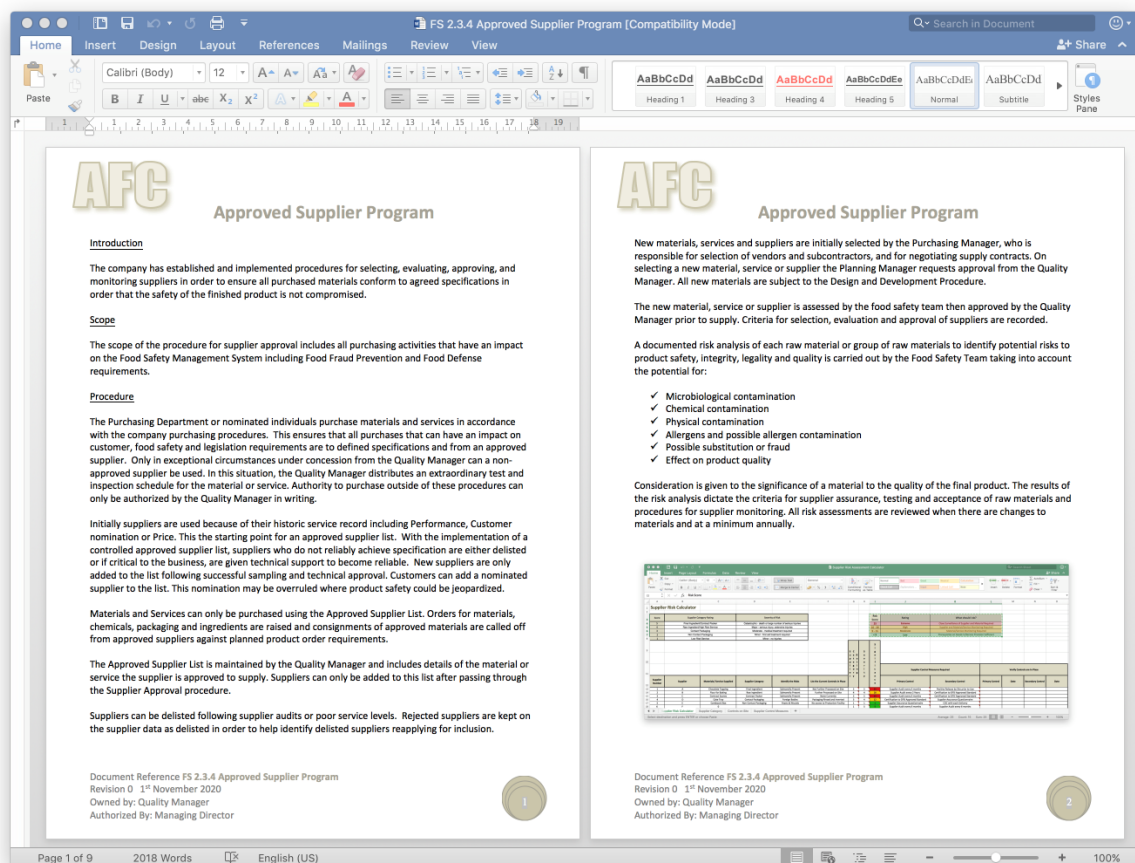 FS 2.3.4 Approved Supplier Program [Compatibility Mode]
Search in Document
Home Insert Design Layout References Mailings Review View
Share
Paste
Calibri (Body) 12
AaBbCcDd AaBbCcDd AaBbCcDd AaBbCcDdEe AaBbCcDdEe AaBbCcDd
Heading 1 Heading 3 Heading 4 Heading 5 Normal Subtitle
Styles
Pane
AFC
Approved Supplier Program
Introduction
The company has established and implemented procedures for selecting, evaluating, approving, and
monitoring suppliers in order to ensure all purchased materials conform to agreed specifications in
order that the safety of the finished product is not compromised.
Scope
The scope of the procedure for supplier approval includes all purchasing activities that have an impact
on the Food Safety Management System including Food Fraud Prevention and Food Defense
requirements.
Procedure
The Purchasing Department or nominated individuals purchase materials and services in accordance
with the company purchasing procedures. This ensures that all purchases that can have an impact on
customer, food safety and legislation requirements are to defined specifications and from an approved
supplier. Only in exceptional circumstances under concession from the Quality Manager can a non-
approved supplier be used. In this situation, the Quality Manager distributes an extraordinary test and
inspection schedule for the material or service. Authority to purchase outside of these procedures can
only be authorized by the Quality Manager in writing.
Initially suppliers are used because of their historic service record including Performance, Customer
nomination or Price. This the starting point for an approved supplier list. With the implementation of a
controlled approved supplier list, suppliers who do not reliably achieve specification are either delisted
or if critical to the business, are given technical support to become reliable. New suppliers are only
added to the list following successful sampling and technical approval. Customers can add a nominated
supplier to the list. This nomination may be overruled where product safety could be jeopardized.
Materials and Services can only be purchased using the Approved Supplier List. Orders for materials,
chemicals, packaging and ingredients are raised and consignments of approved materials are called off
from approved suppliers against planned product order requirements.
The Approved Supplier List is maintained by the Quality Manager and includes details of the material or
service the supplier is approved to supply. Suppliers can only be added to this list after passing through
the Supplier Approval procedure.
Suppliers can be delisted following supplier audits or poor service levels. Rejected suppliers are kept on
the supplier data as delisted in order to help identify delisted suppliers reapplying for inclusion.
Document Reference FS 2.3.4 Approved Supplier Program
Revision 0 1st November 2020
Owned by: Quality Manager
Authorized By: Managing Director
1
AFC
Approved Supplier Program
New materials, services and suppliers are initially selected by the Purchasing Manager, who is
responsible for selection of vendors and subcontractors, and for negotiating supply contracts. On
selecting a new material, service or supplier the Planning Manager requests approval from the Quality
Manager. All new materials are subject to the Design and Development Procedure.
The new material, service or supplier is assessed by the food safety team then approved by the Quality
Manager prior to supply. Criteria for selection, evaluation and approval of suppliers are recorded.
A documented risk analysis of each raw material or group of raw materials to identify potential risks to
product safety, integrity, legality and quality is carried out by the Food Safety Team taking into account
the potential for:
✓ Microbiological contamination
✓ Chemical contamination
✓ Physical contamination
✓ Allergens and possible allergen contamination
✓ Possible substitution or fraud
✓ Effect on product quality
Consideration is given to the significance of a material to the quality of the final product. The results of
the risk analysis dictate the criteria for supplier assurance, testing and acceptance of raw materials and
procedures for supplier monitoring. All risk assessments are reviewed when there are changes to
materials and at a minimum annually.
Supplier Risk Calculator
Document Reference FS 2.3.4 Approved Supplier Program
Revision 0 1st November 2020
Owned by: Quality Manager
Authorized By: Managing Director
2
Page 1 of 9 2018 Words English (US) 100%